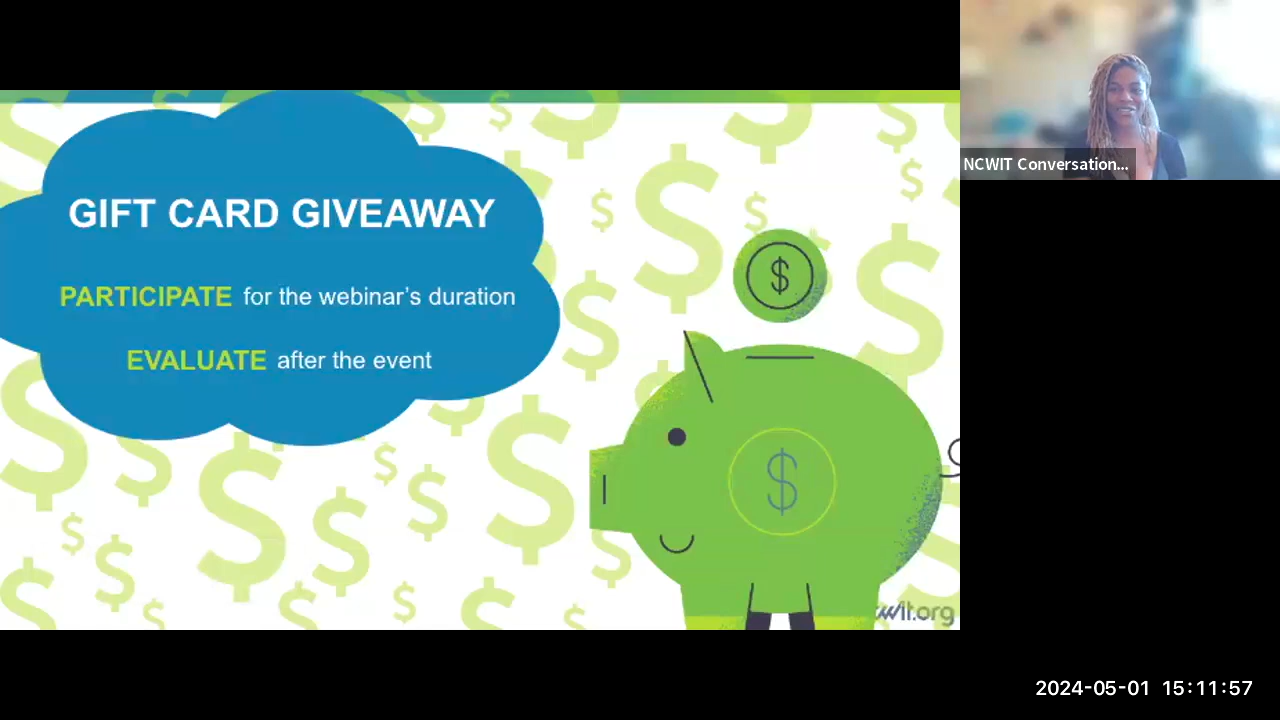 GIFT CARD GIVEAWAY
PARTICIPATE for the webinar's duration
EVALUATE after the event
NCWIT Conversation...
2024-05-01 15:11:57